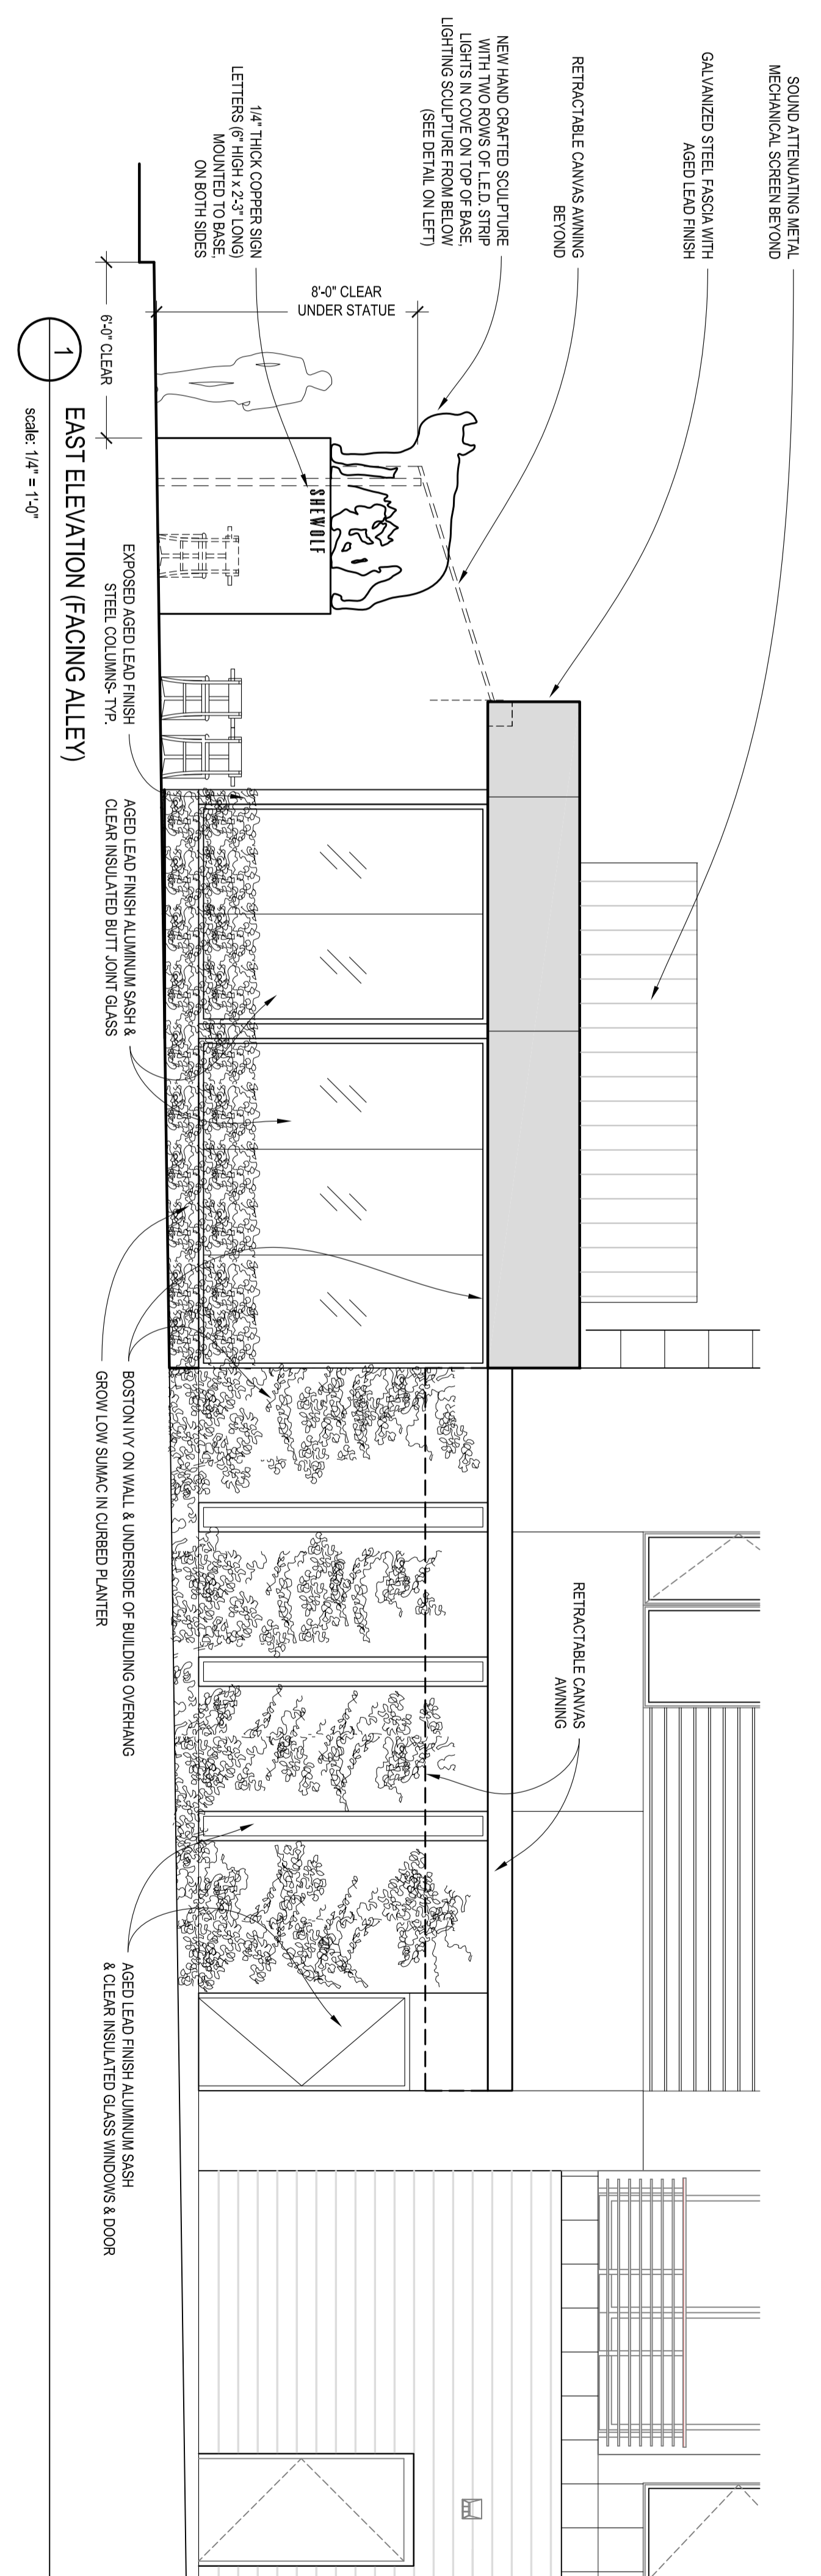 SOUND ATTENUATING METAL
MECHANICAL SCREEN BEYOND
GALVANIZED STEEL FASCIA WITH
AGED LEAD FINISH
RETRACTABLE CANVAS AWNING
BEYOND
NEW HAND CRAFTED SCULPTURE
WITH TWO ROWS OF L.E.D. STRIP
LIGHTS IN COVE ON TOP OF BASE,
LIGHTING SCULPTURE FROM BELOW
(SEE DETAIL ON LEFT)
1/4" THICK COPPER SIGN
LETTERS (6" HIGH x 2'-3" LONG)
MOUNTED TO BASE,
ON BOTH SIDES
8'-0" CLEAR
UNDER STATUE
6'-0" CLEAR
SHEWOLF
RETRACTABLE CANVAS
AWNING
EXPOSED AGED LEAD FINISH
STEEL COLUMNS- TYP.
AGED LEAD FINISH ALUMINUM SASH &
CLEAR INSULATED BUTT JOINT GLASS
BOSTON IVY ON WALL & UNDERSIDE OF BUILDING OVERHANG
GROW LOW SUMAC IN CURBED PLANTER
AGED LEAD FINISH ALUMINUM SASH
& CLEAR INSULATED GLASS WINDOWS & DOOR
1
EAST ELEVATION (FACING ALLEY)
scale: 1/4" = 1'-0"